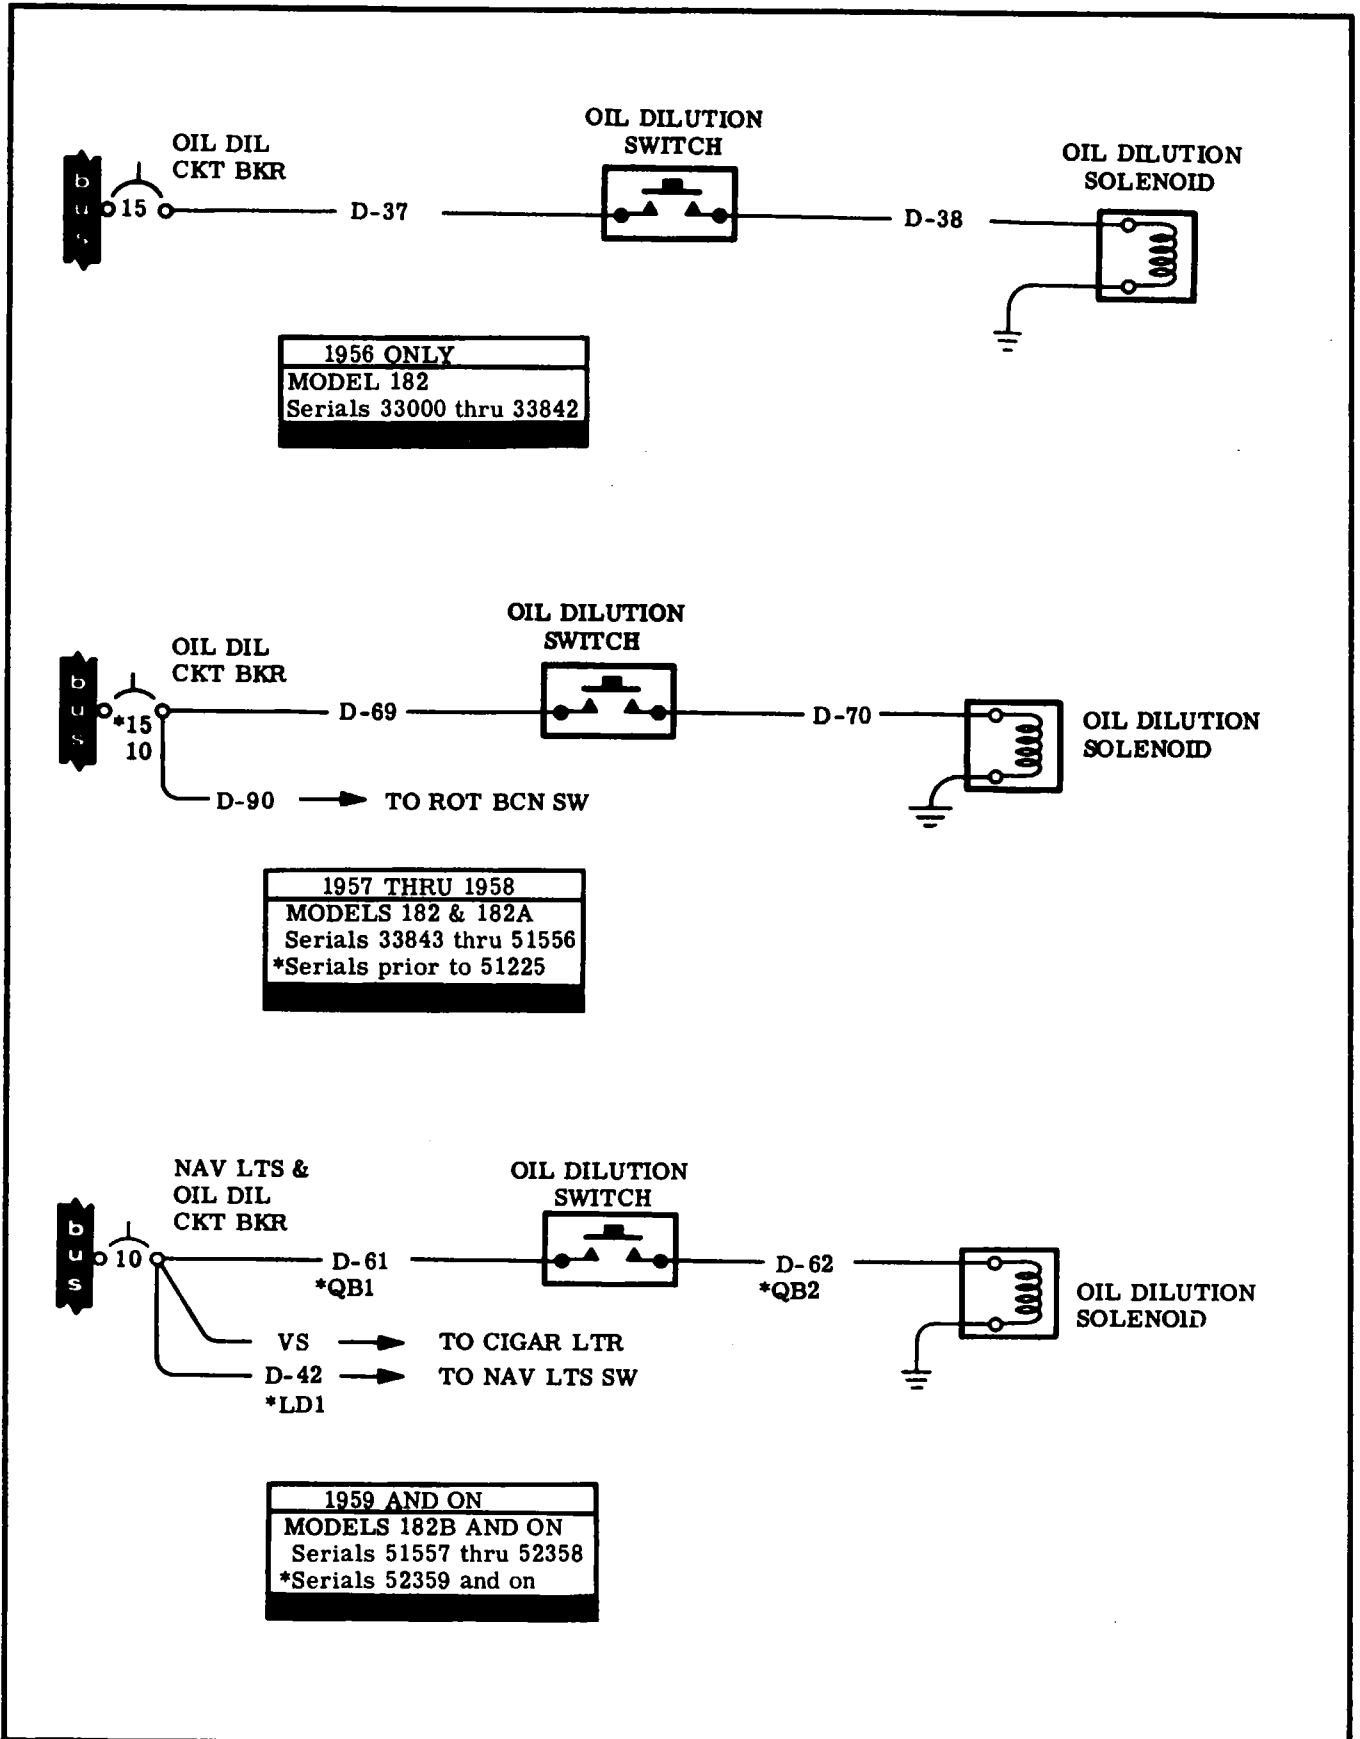 OIL DIL
CKT BKR
OIL DILUTION
SWITCH
OIL DILUTION
SOLENOID
bus
15
D-37
D-38
1956 ONLY
MODEL 182
Serials 33000 thru 33842
OIL DIL
CKT BKR
OIL DILUTION
SWITCH
bus
*15
10
D-69
D-70
OIL DILUTION
SOLENOID
D-90
TO ROT BCN SW
1957 THRU 1958
MODELS 182 & 182A
Serials 33843 thru 51556
*Serials prior to 51225
NAV LTS &
OIL DIL
CKT BKR
OIL DILUTION
SWITCH
bus
10
D-61
*QB1
D-62
*QB2
OIL DILUTION
SOLENOID
VS
TO CIGAR LTR
D-42
TO NAV LTS SW
*LD1
1959 AND ON
MODELS 182B AND ON
Serials 51557 thru 52358
*Serials 52359 and on